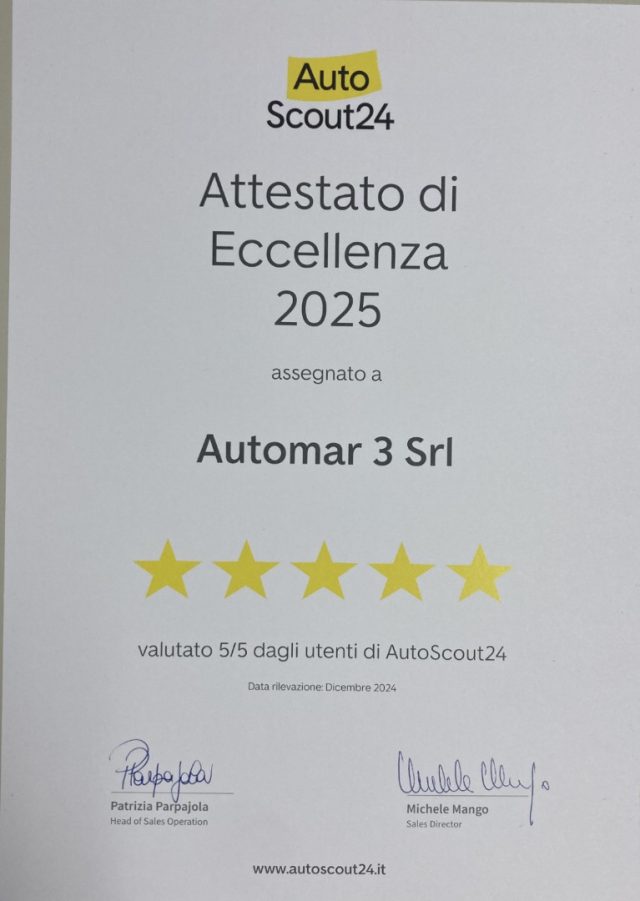 Auto
Scout24
Attestato di
Eccellenza
2025
assegnato a
Automar 3 Srl
valutato 5/5 dagli utenti di AutoScout24
Data rilevazione: Dicembre 2024
Patrizia Parpajola
Head of Sales Operation
Michele Mango
Sales Director
www.autoscout24.it